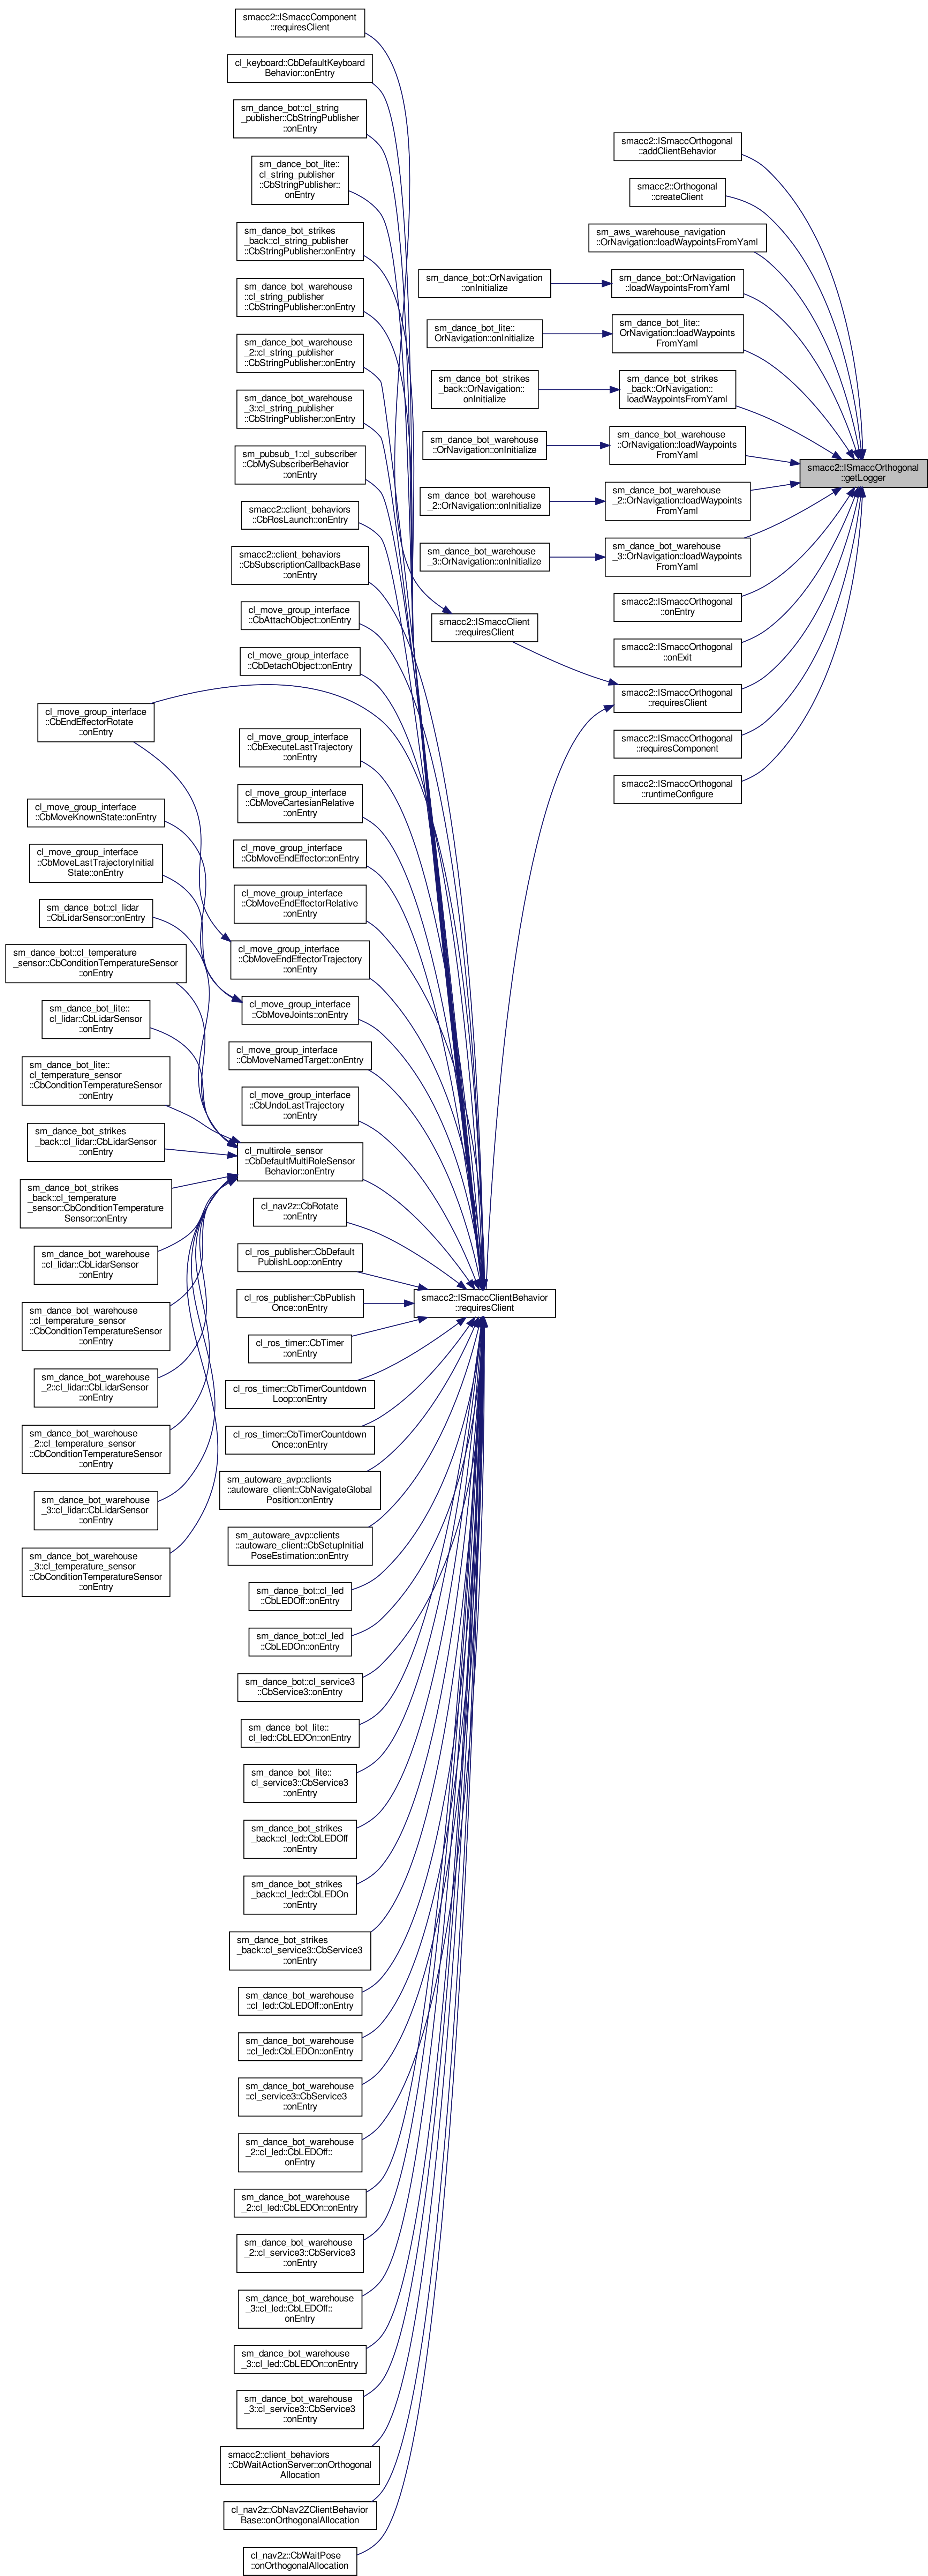 smacc2::ISmaccComponent
::requiresClient
cl_keyboard::CbDefaultKeyboard
Behavior::onEntry
sm_dance_bot::cl_string
_publisher::CbStringPublisher
::onEntry
sm_dance_bot_lite::
cl_string_publisher
::CbStringPublisher::
onEntry
sm_dance_bot_strikes
_back::cl_string_publisher
::CbStringPublisher::onEntry
sm_dance_bot_warehouse
::cl_string_publisher
::CbStringPublisher::onEntry
sm_dance_bot_warehouse
_2::cl_string_publisher
::CbStringPublisher::onEntry
sm_dance_bot_warehouse
_3::cl_string_publisher
::CbStringPublisher::onEntry
sm_pubsub_1::cl_subscriber
::CbMySubscriberBehavior
::onEntry
smacc2::client_behaviors
::CbRosLaunch::onEntry
smacc2::client_behaviors
::CbSubscriptionCallbackBase
::onEntry
cl_move_group_interface
::CbAttachObject::onEntry
cl_move_group_interface
::CbDetachObject::onEntry
cl_move_group_interface
::CbEndEffectorRotate
::onEntry
cl_move_group_interface
::CbExecuteLastTrajectory
::onEntry
cl_move_group_interface
::CbMoveCartesianRelative
::onEntry
cl_move_group_interface
::CbMoveKnownState::onEntry
cl_move_group_interface
::CbMoveEndEffector::onEntry
cl_move_group_interface
::CbMoveLastTrajectoryInitial
State::onEntry
cl_move_group_interface
::CbMoveEndEffectorRelative
::onEntry
sm_dance_bot::cl_lidar
::CbLidarSensor::onEntry
cl_move_group_interface
::CbMoveEndEffectorTrajectory
::onEntry
sm_dance_bot::cl_temperature
_sensor::CbConditionTemperatureSensor
::onEntry
cl_move_group_interface
::CbMoveJoints::onEntry
sm_dance_bot_lite::
cl_lidar::CbLidarSensor
::onEntry
cl_move_group_interface
::CbMoveNamedTarget::onEntry
sm_dance_bot_lite::
cl_temperature_sensor
::CbConditionTemperatureSensor
::onEntry
cl_move_group_interface
::CbUndoLastTrajectory
::onEntry
sm_dance_bot_strikes
_back::cl_lidar::CbLidarSensor
::onEntry
cl_multirole_sensor
::CbDefaultMultiRoleSensor
Behavior::onEntry
sm_dance_bot_strikes
_back::cl_temperature
_sensor::CbConditionTemperature
Sensor::onEntry
cl_nav2z::CbRotate
::onEntry
sm_dance_bot_warehouse
::cl_lidar::CbLidarSensor
::onEntry
cl_ros_publisher::CbDefault
PublishLoop::onEntry
cl_ros_publisher::CbPublish
Once::onEntry
sm_dance_bot_warehouse
::cl_temperature_sensor
::CbConditionTemperatureSensor
::onEntry
cl_ros_timer::CbTimer
::onEntry
sm_dance_bot_warehouse
_2::cl_lidar::CbLidarSensor
::onEntry
cl_ros_timer::CbTimerCountdown
Loop::onEntry
sm_dance_bot_warehouse
_2::cl_temperature_sensor
::CbConditionTemperatureSensor
::onEntry
cl_ros_timer::CbTimerCountdown
Once::onEntry
sm_dance_bot_warehouse
_3::cl_lidar::CbLidarSensor
::onEntry
sm_autoware_avp::clients
::autoware_client::CbNavigateGlobal
Position::onEntry
sm_dance_bot_warehouse
_3::cl_temperature_sensor
::CbConditionTemperatureSensor
::onEntry
sm_autoware_avp::clients
::autoware_client::CbSetupInitial
PoseEstimation::onEntry
sm_dance_bot::cl_led
::CbLEDOff::onEntry
sm_dance_bot::cl_led
::CbLEDOn::onEntry
sm_dance_bot::cl_service3
::CbService3::onEntry
sm_dance_bot_lite::
cl_led::CbLEDOn::onEntry
sm_dance_bot_lite::
cl_service3::CbService3
::onEntry
sm_dance_bot_strikes
_back::cl_led::CbLEDOff
::onEntry
sm_dance_bot_strikes
_back::cl_led::CbLEDOn
::onEntry
sm_dance_bot_strikes
_back::cl_service3::CbService3
::onEntry
sm_dance_bot_warehouse
::cl_led::CbLEDOff::onEntry
sm_dance_bot_warehouse
::cl_led::CbLEDOn::onEntry
sm_dance_bot_warehouse
::cl_service3::CbService3
::onEntry
sm_dance_bot_warehouse
_2::cl_led::CbLEDOff::
onEntry
sm_dance_bot_warehouse
_2::cl_led::CbLEDOn::onEntry
sm_dance_bot_warehouse
_2::cl_service3::CbService3
::onEntry
sm_dance_bot_warehouse
_3::cl_led::CbLEDOff::
onEntry
sm_dance_bot_warehouse
_3::cl_led::CbLEDOn::onEntry
sm_dance_bot_warehouse
_3::cl_service3::CbService3
::onEntry
smacc2::client_behaviors
::CbWaitActionServer::onOrthogonal
Allocation
cl_nav2z::CbNav2ZClientBehavior
Base::onOrthogonalAllocation
cl_nav2z::CbWaitPose
::onOrthogonalAllocation
smacc2::ISmaccClientBehavior
::requiresClient
sm_dance_bot::OrNavigation
::onInitialize
sm_dance_bot_lite::
OrNavigation::onInitialize
sm_dance_bot_strikes
_back::OrNavigation::
onInitialize
sm_dance_bot_warehouse
::OrNavigation::onInitialize
sm_dance_bot_warehouse
_2::OrNavigation::onInitialize
sm_dance_bot_warehouse
_3::OrNavigation::onInitialize
smacc2::ISmaccClient
::requiresClient
smacc2::ISmaccOrthogonal
::addClientBehavior
smacc2::Orthogonal
::createClient
sm_aws_warehouse_navigation
::OrNavigation::loadWaypointsFromYaml
sm_dance_bot::OrNavigation
::loadWaypointsFromYaml
sm_dance_bot_lite::
OrNavigation::loadWaypoints
FromYaml
sm_dance_bot_strikes
_back::OrNavigation::
loadWaypointsFromYaml
sm_dance_bot_warehouse
::OrNavigation::loadWaypoints
FromYaml
sm_dance_bot_warehouse
_2::OrNavigation::loadWaypoints
FromYaml
sm_dance_bot_warehouse
_3::OrNavigation::loadWaypoints
FromYaml
smacc2::ISmaccOrthogonal
::onEntry
smacc2::ISmaccOrthogonal
::onExit
smacc2::ISmaccOrthogonal
::requiresClient
smacc2::ISmaccOrthogonal
::requiresComponent
smacc2::ISmaccOrthogonal
::runtimeConfigure
smacc2::ISmaccOrthogonal
::getLogger